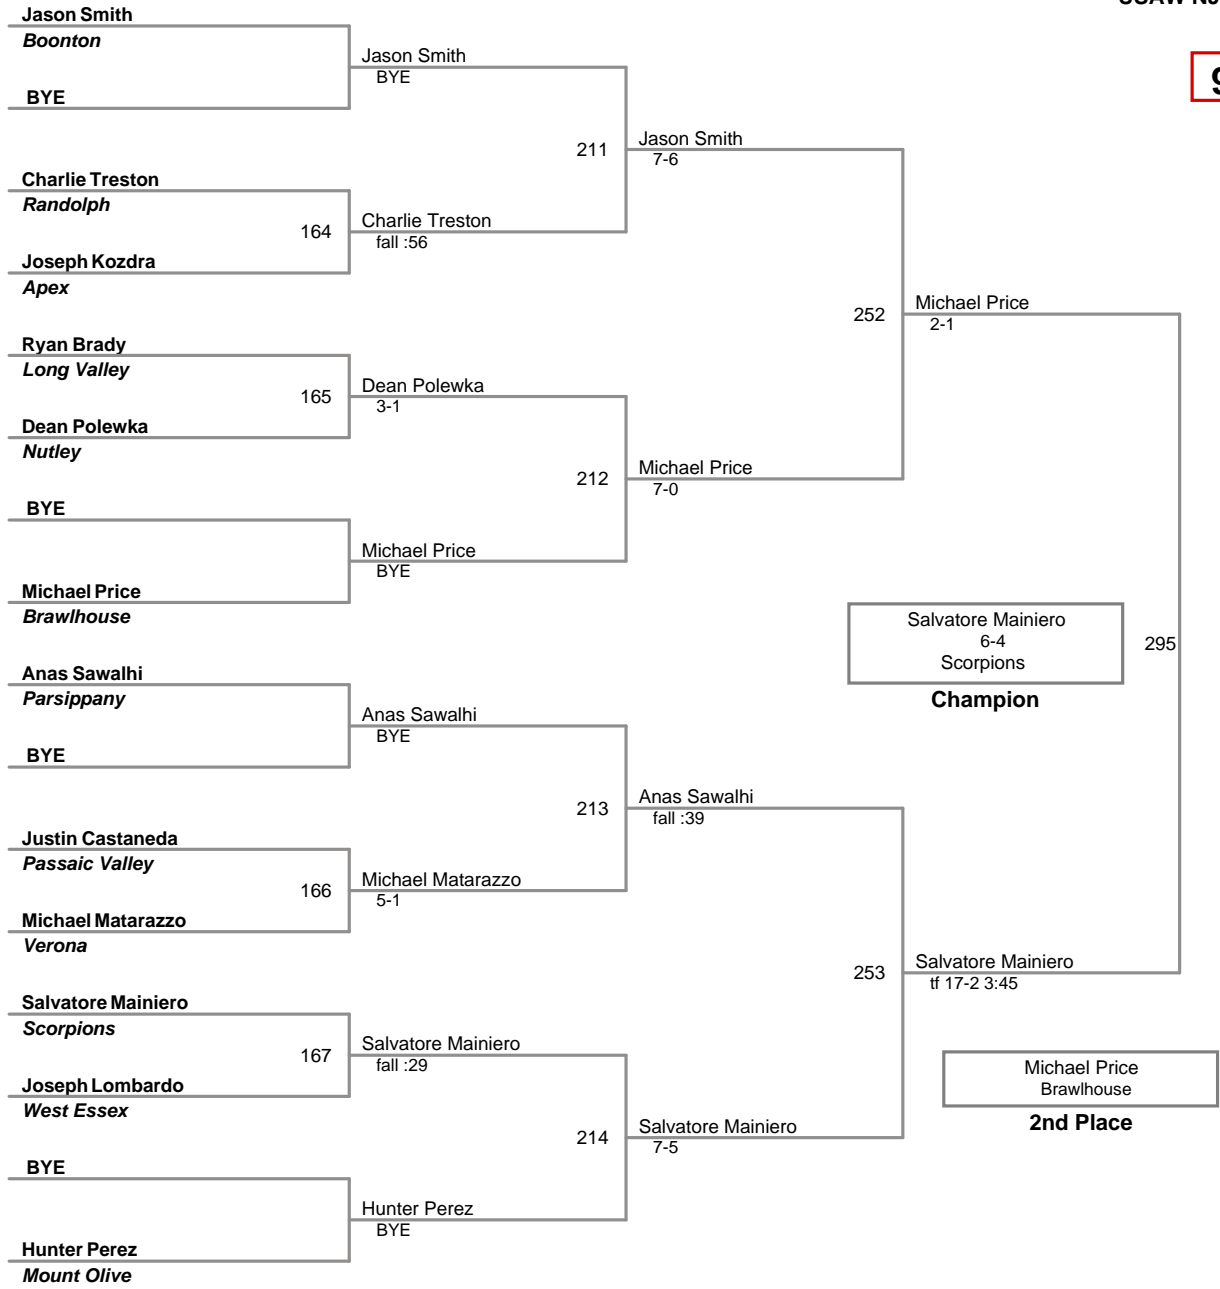 Jason Smith
Boonton
BYE
Charlie Treston
Randolph
Joseph Kozdra
Apex
Ryan Brady
Long Valley
Dean Polewka
Nutley
BYE
Michael Price
Brawlhouse
Anas Sawalhi
Parsippany
BYE
Justin Castaneda
Passaic Valley
Michael Matarazzo
Verona
Salvatore Mainiero
Scorpions
Joseph Lombardo
West Essex
BYE
Hunter Perez
Mount Olive
Jason Smith
BYE
164
Charlie Treston
fall :56
165
Dean Polewka
3-1
Michael Price
BYE
Anas Sawalhi
BYE
166
Michael Matarazzo
5-1
167
Salvatore Mainiero
fall :29
Hunter Perez
BYE
211
Jason Smith
7-6
212
Michael Price
7-0
213
Anas Sawalhi
fall :39
214
Salvatore Mainiero
7-5
252
Michael Price
2-1
253
Salvatore Mainiero
tf 17-2 3:45
295
Salvatore Mainiero
6-4
Scorpions
Champion
Michael Price
Brawlhouse
2nd Place